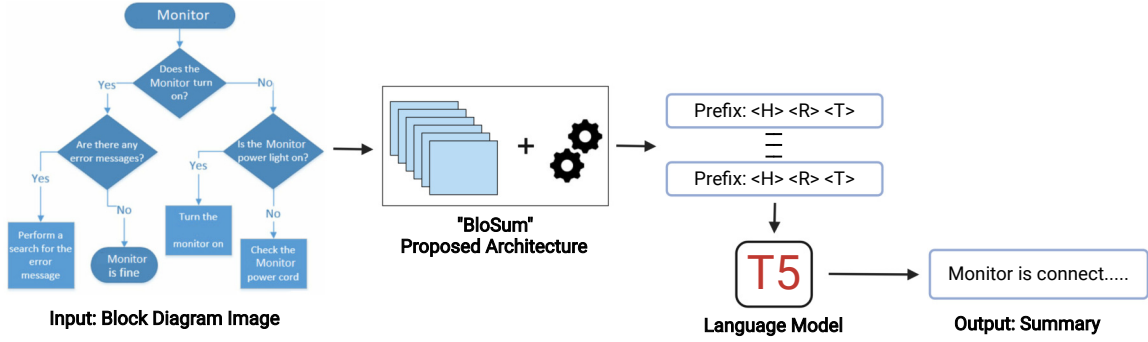 Monitor
Does the
Monitor turn
on?
Yes
No
Are there any
error messages?
Is the Monitor
power light on?
Yes
No
Yes
No
Perform a
search for the
error
message
Monitor
is fine
Turn the
monitor on
Check the
Monitor
power cord
Input: Block Diagram Image
+
"BloSum"
Proposed Architecture
Prefix: <H> <R> <T>
Prefix: <H> <R> <T>
T5
Language Model
Monitor is connect.....
Output: Summary